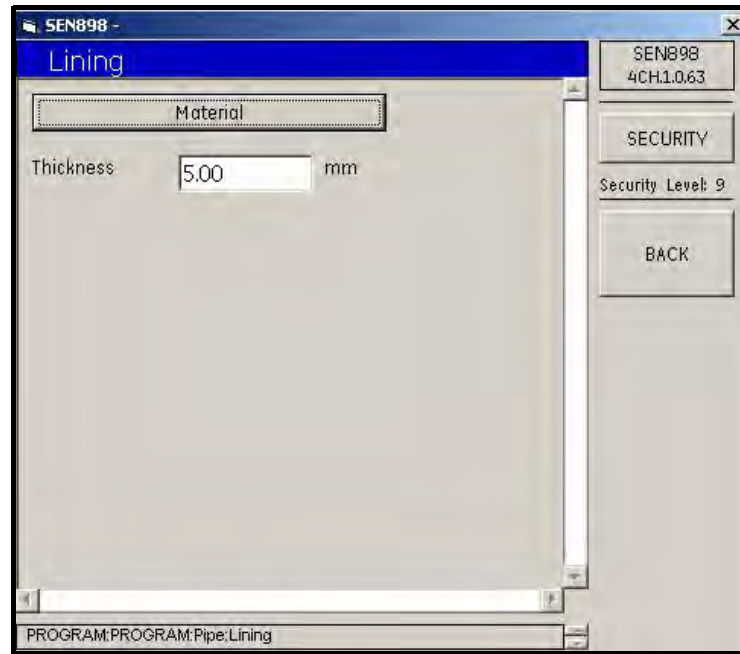 SEN898 -
Lining
Material
Thickness 5.00 mm
SEN898
4CH.1.0.63
SECURITY
Security Level: 9
BACK
PROGRAM:PROGRAM:Pipe:Lining